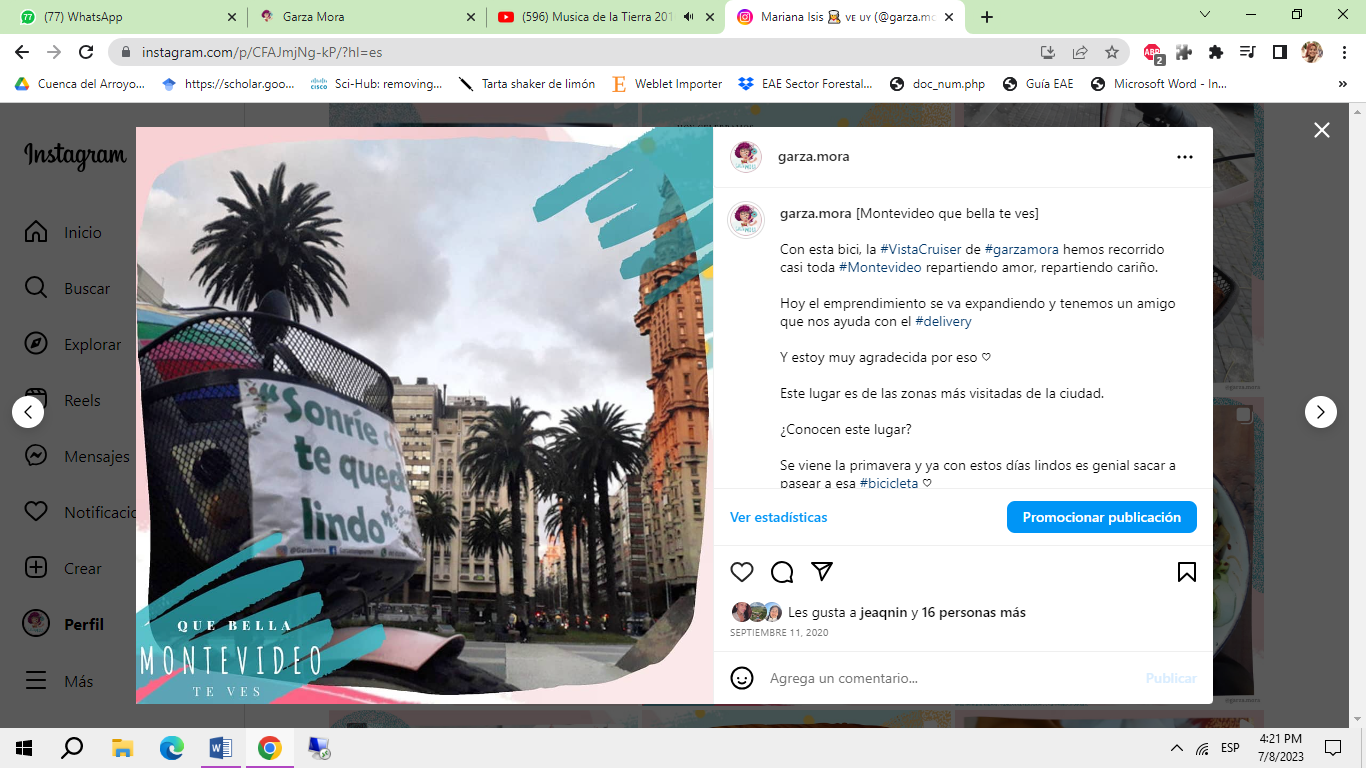 (77) WhatsApp
Garza Mora
(596) Musica de la Tierra 201
Mariana Isis ᴠᴇ ᴜʏ (@garza.mo
instagram.com/p/CFAJmjNg-kP/?hl=es
ABP
2
Cuenca del Arroyo...
https://scholar.goo...
Sci-Hub: removing...
Tarta shaker de limón
Weblet Importer
EAE Sector Forestal...
doc_num.php
Guía EAE
Microsoft Word - In...
»
Instagram
Inicio
Buscar
Explorar
Reels
Mensajes
Notificacio
Crear
Perfil
Más
"Sonríe
te queda
lindo"
QUE BELLA
MONTEVIDEO
TE VES
garza.mora
garza.mora [Montevideo que bella te ves]
Con esta bici, la #VistaCruiser de #garzamora hemos recorrido
casi toda #Montevideo repartiendo amor, repartiendo cariño.
Hoy el emprendimiento se va expandiendo y tenemos un amigo
que nos ayuda con el #delivery
Y estoy muy agradecida por eso ♡
Este lugar es de las zonas más visitadas de la ciudad.
¿Conocen este lugar?
Se viene la primavera y ya con estos días lindos es genial sacar a
pasear a esa #bicicleta ♡
Ver estadísticas
Promocionar publicación
Les gusta a jeaqnin y 16 personas más
SEPTIEMBRE 11, 2020
Agrega un comentario...
Publicar
@garza.mora
ESP
4:21 PM
7/8/2023